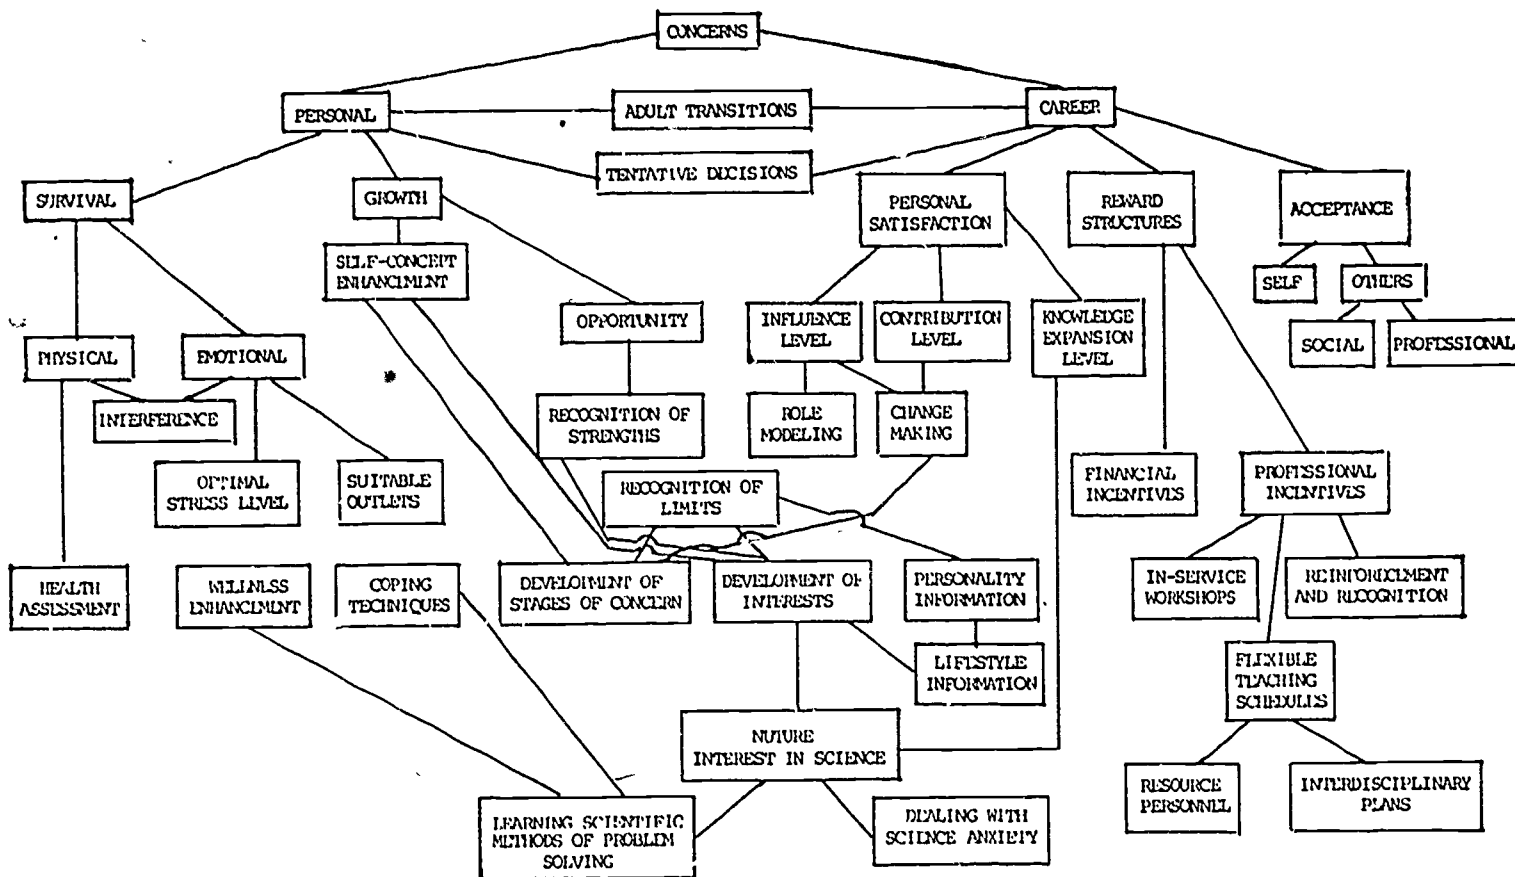 CONCERNS
PERSONAL
ADULT TRANSITIONS
CAREER
TENTATIVE DECISIONS
SURVIVAL
GROWTH
PERSONAL
SATISFACTION
REWARD
STRUCTURES
ACCEPTANCE
SELF-CONCEPT
ENHANCEMENT
SELF
OTHERS
OPPORTUNITY
INFLUENCE
LEVEL
CONTRIBUTION
LEVEL
KNOWLEDGE
EXPANSION
LEVEL
SOCIAL
PROFESSIONAL
PHYSICAL
EMOTIONAL
INTERFERENCE
RECOGNITION OF
STRENGTHS
ROLE
MODELING
CHANGE
MAKING
OPTIMAL
STRESS LEVEL
SUITABLE
OUTLETS
RECOGNITION OF
LIMITS
FINANCIAL
INCENTIVES
PROFESSIONAL
INCENTIVES
HEALTH
ASSESSMENT
WELLNESS
ENHANCEMENT
COPING
TECHNIQUES
DEVELOPMENT OF
STAGES OF CONCERN
DEVELOPMENT OF
INTERESTS
PERSONALITY
INFORMATION
IN-SERVICE
WORKSHOPS
REINFORCEMENT
AND RECOGNITION
LIFESTYLE
INFORMATION
FLEXIBLE
TEACHING
SCHEDULES
NUTURE
INTEREST IN SCIENCE
RESOURCE
PERSONNEL
INTERDISCIPLINARY
PLANS
LEARNING SCIENTIFIC
METHODS OF PROBLEM
SOLVING
DEALING WITH
SCIENCE ANXIETY